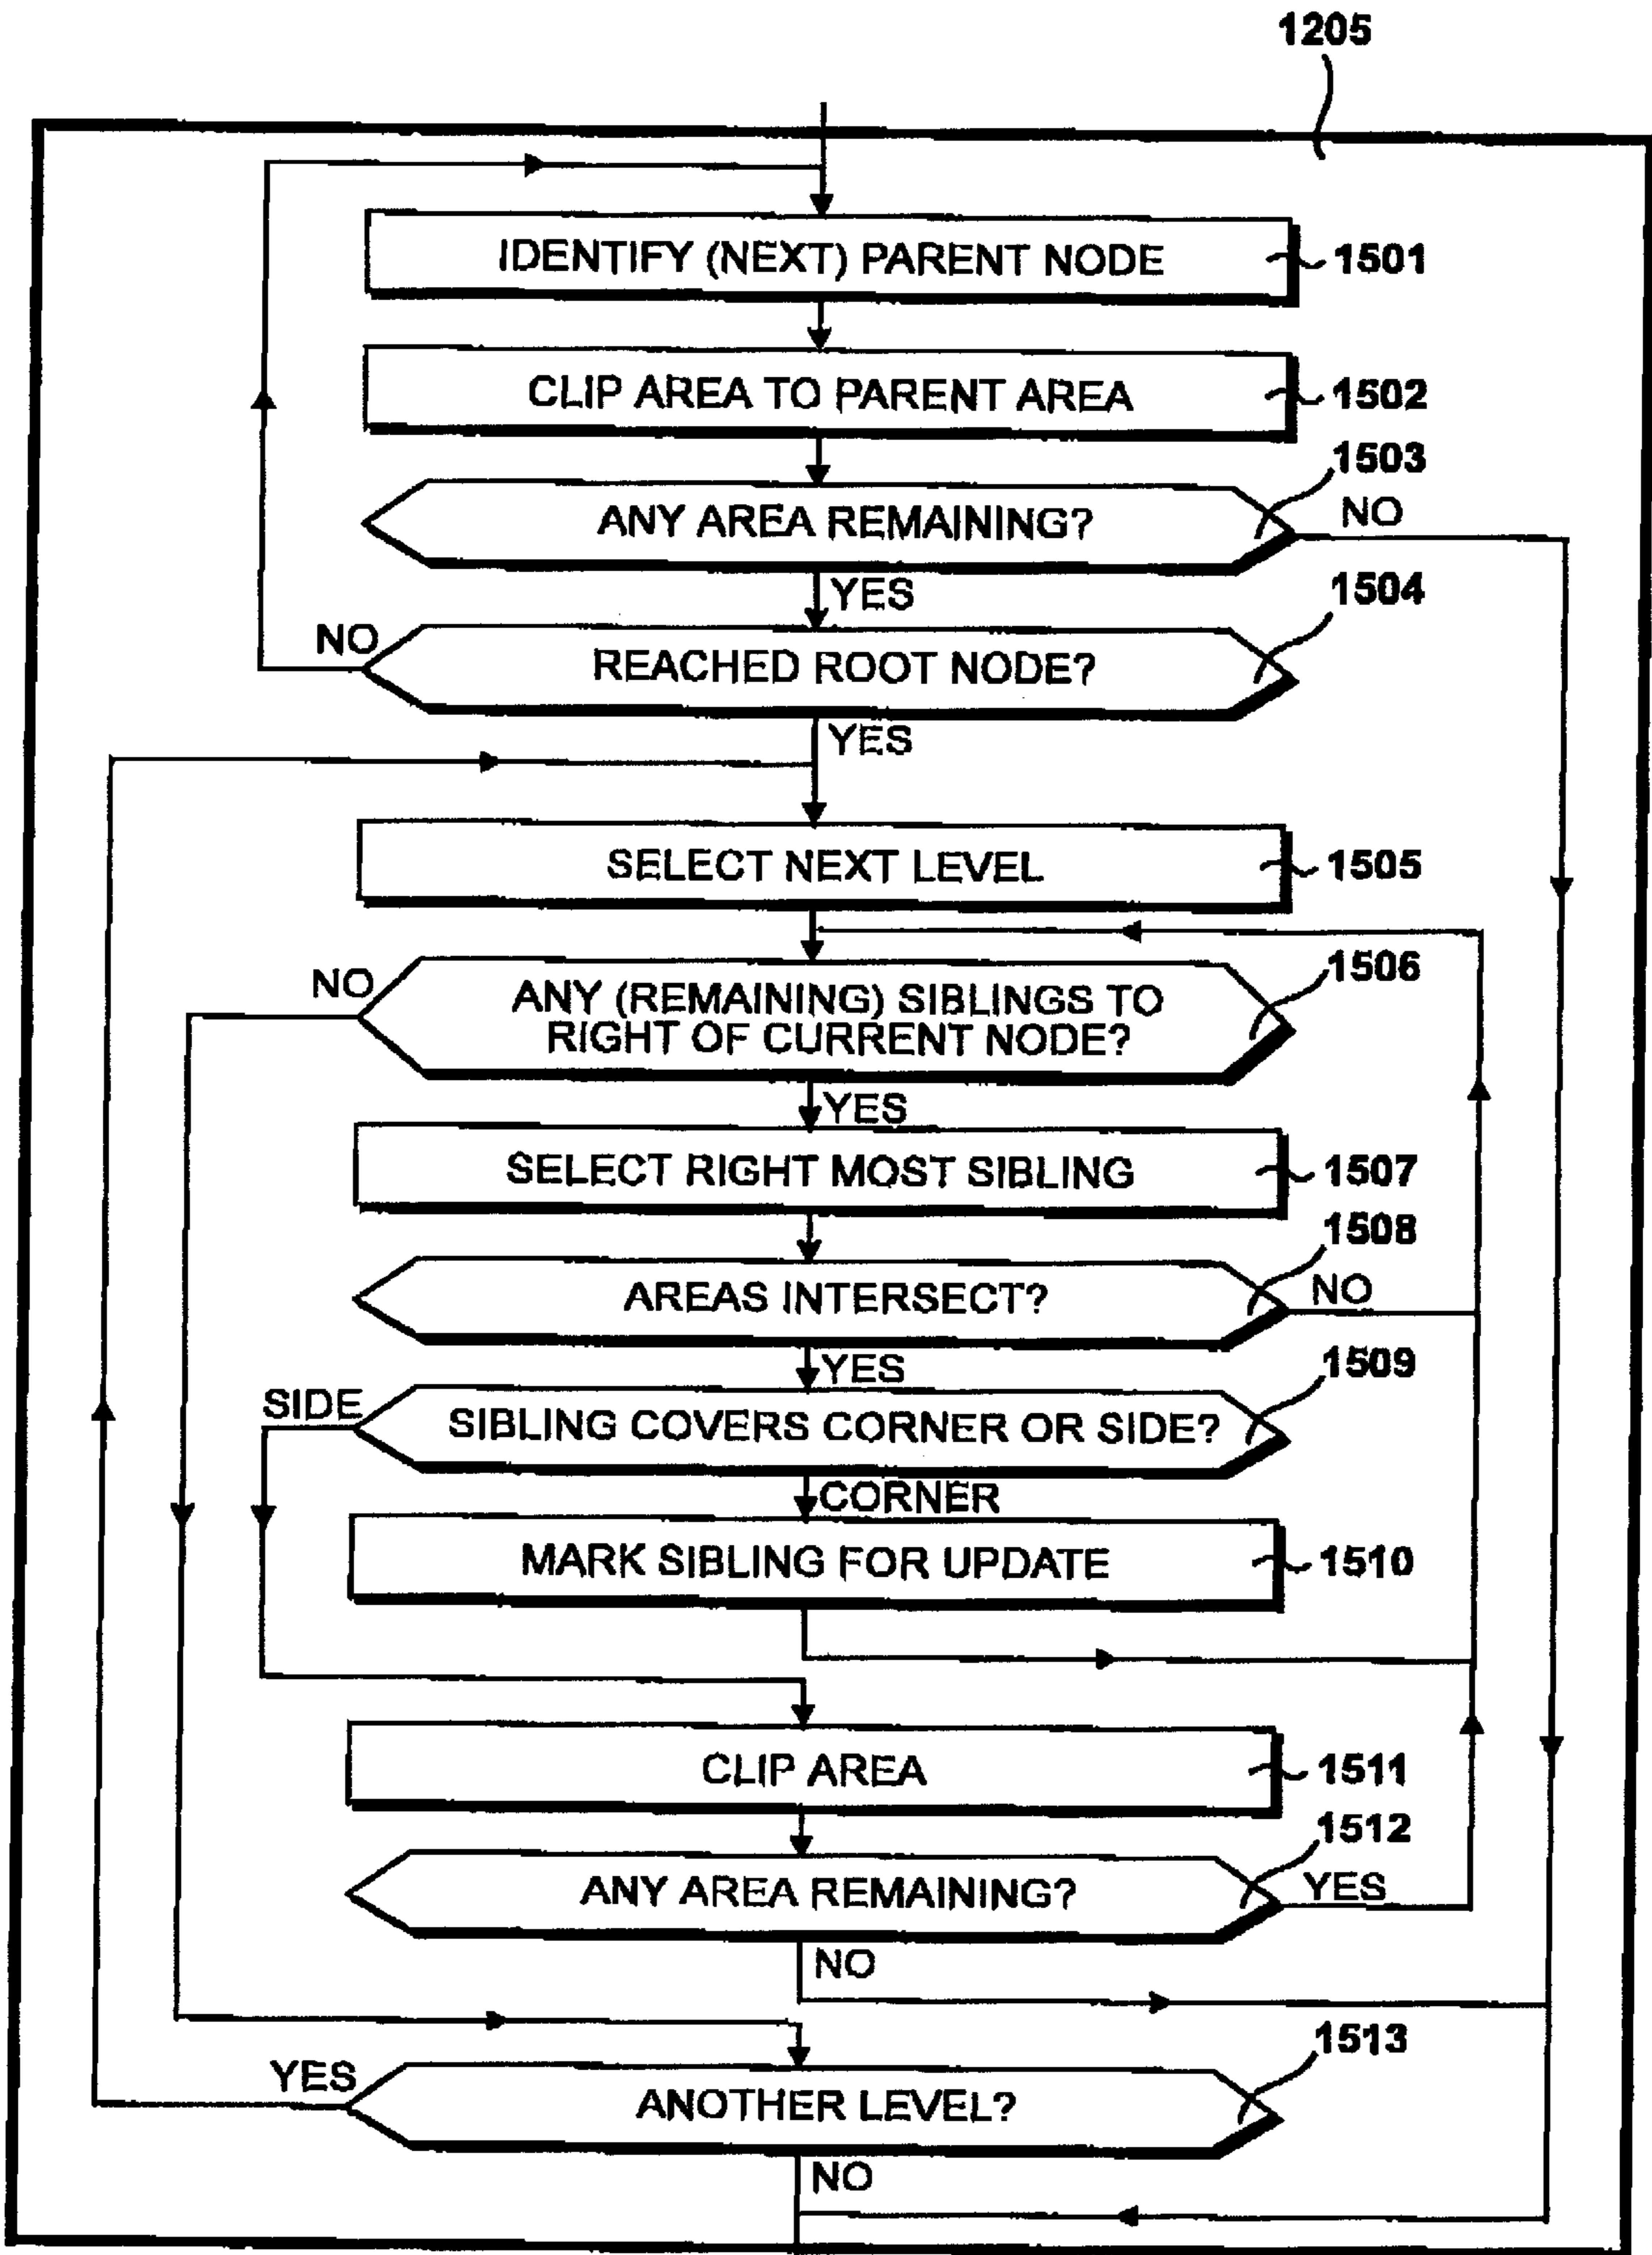 1205
IDENTIFY (NEXT) PARENT NODE
1501
CLIP AREA TO PARENT AREA
1502
1503
ANY AREA REMAINING?
NO
YES
1504
NO
REACHED ROOT NODE?
YES
SELECT NEXT LEVEL
1505
1506
NO
ANY (REMAINING) SIBLINGS TO
RIGHT OF CURRENT NODE?
YES
SELECT RIGHT MOST SIBLING
1507
1508
AREAS INTERSECT?
NO
YES
1509
SIDE
SIBLING COVERS CORNER OR SIDE?
CORNER
MARK SIBLING FOR UPDATE
1510
CLIP AREA
1511
1512
ANY AREA REMAINING?
YES
NO
1513
YES
ANOTHER LEVEL?
NO